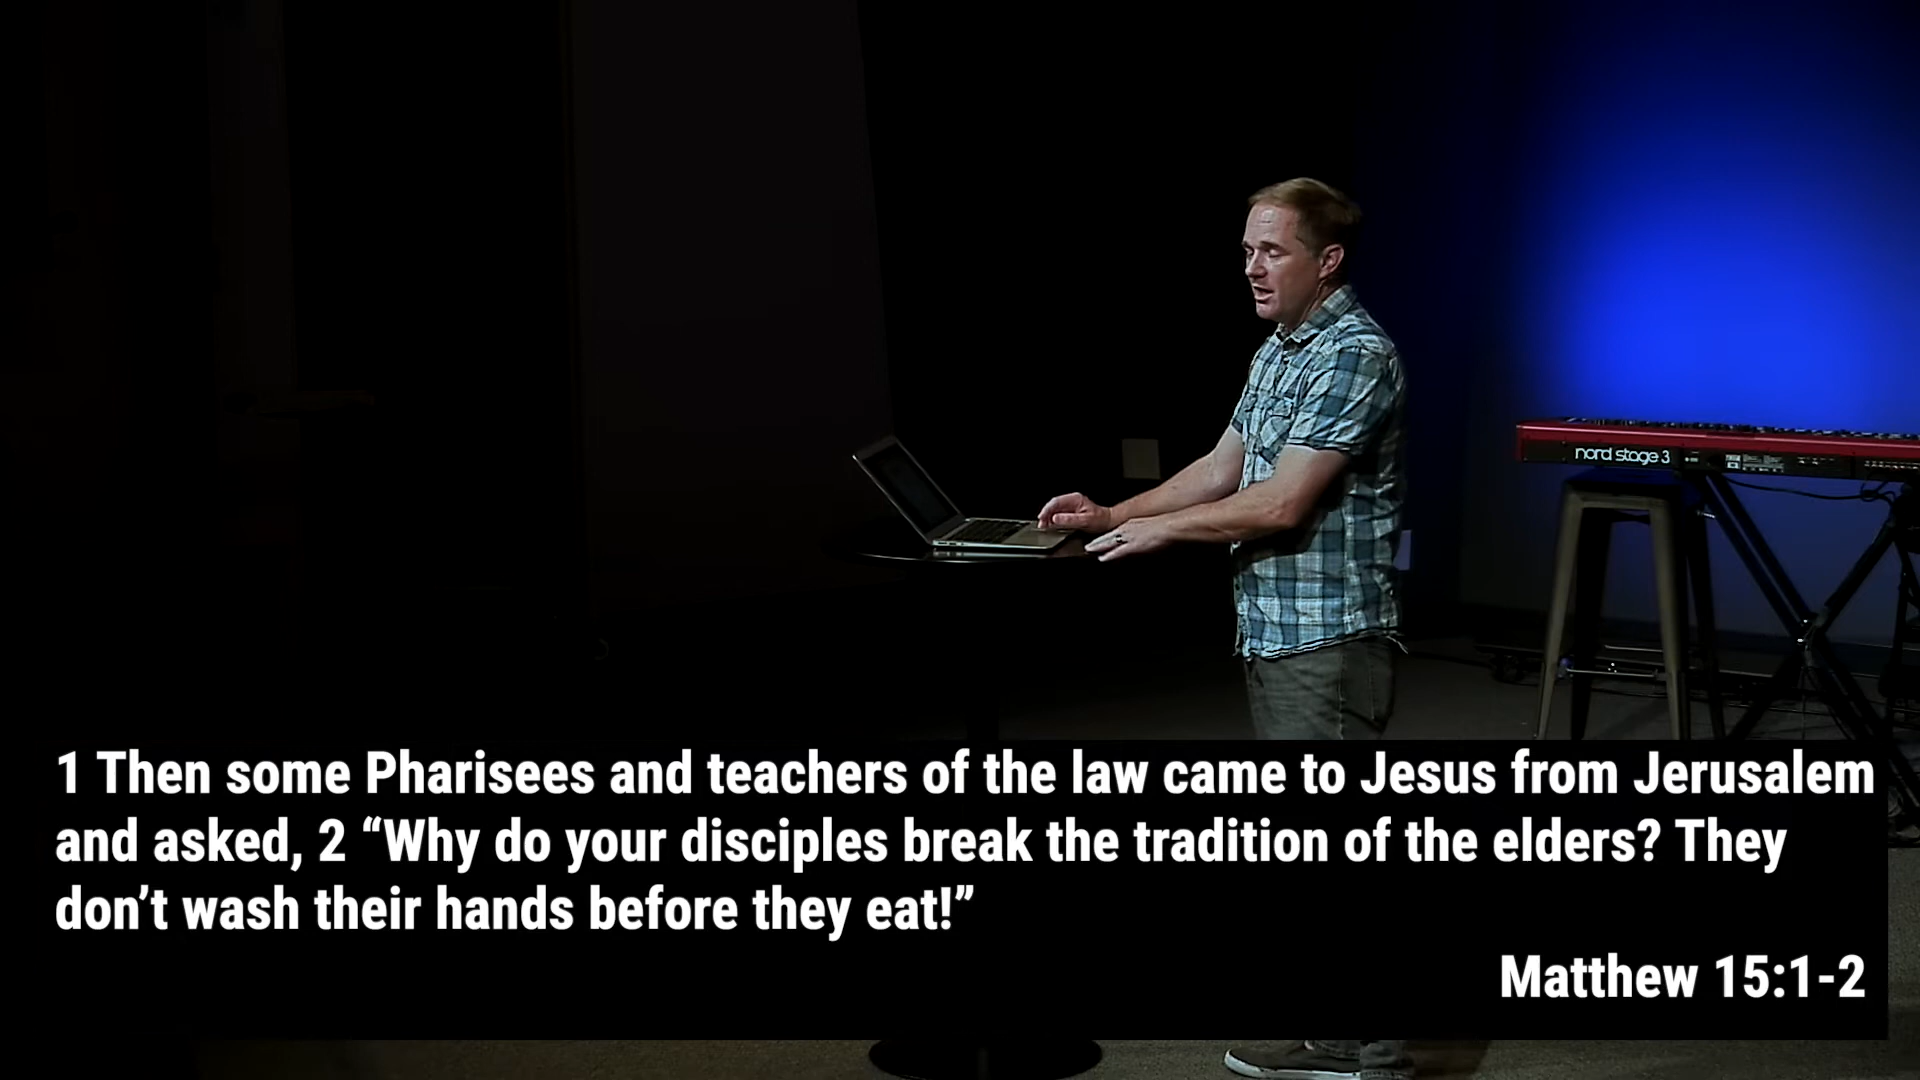 nord stage 3
1 Then some Pharisees and teachers of the law came to Jesus from Jerusalem
and asked, 2 “Why do your disciples break the tradition of the elders? They
don’t wash their hands before they eat!”
Matthew 15:1-2